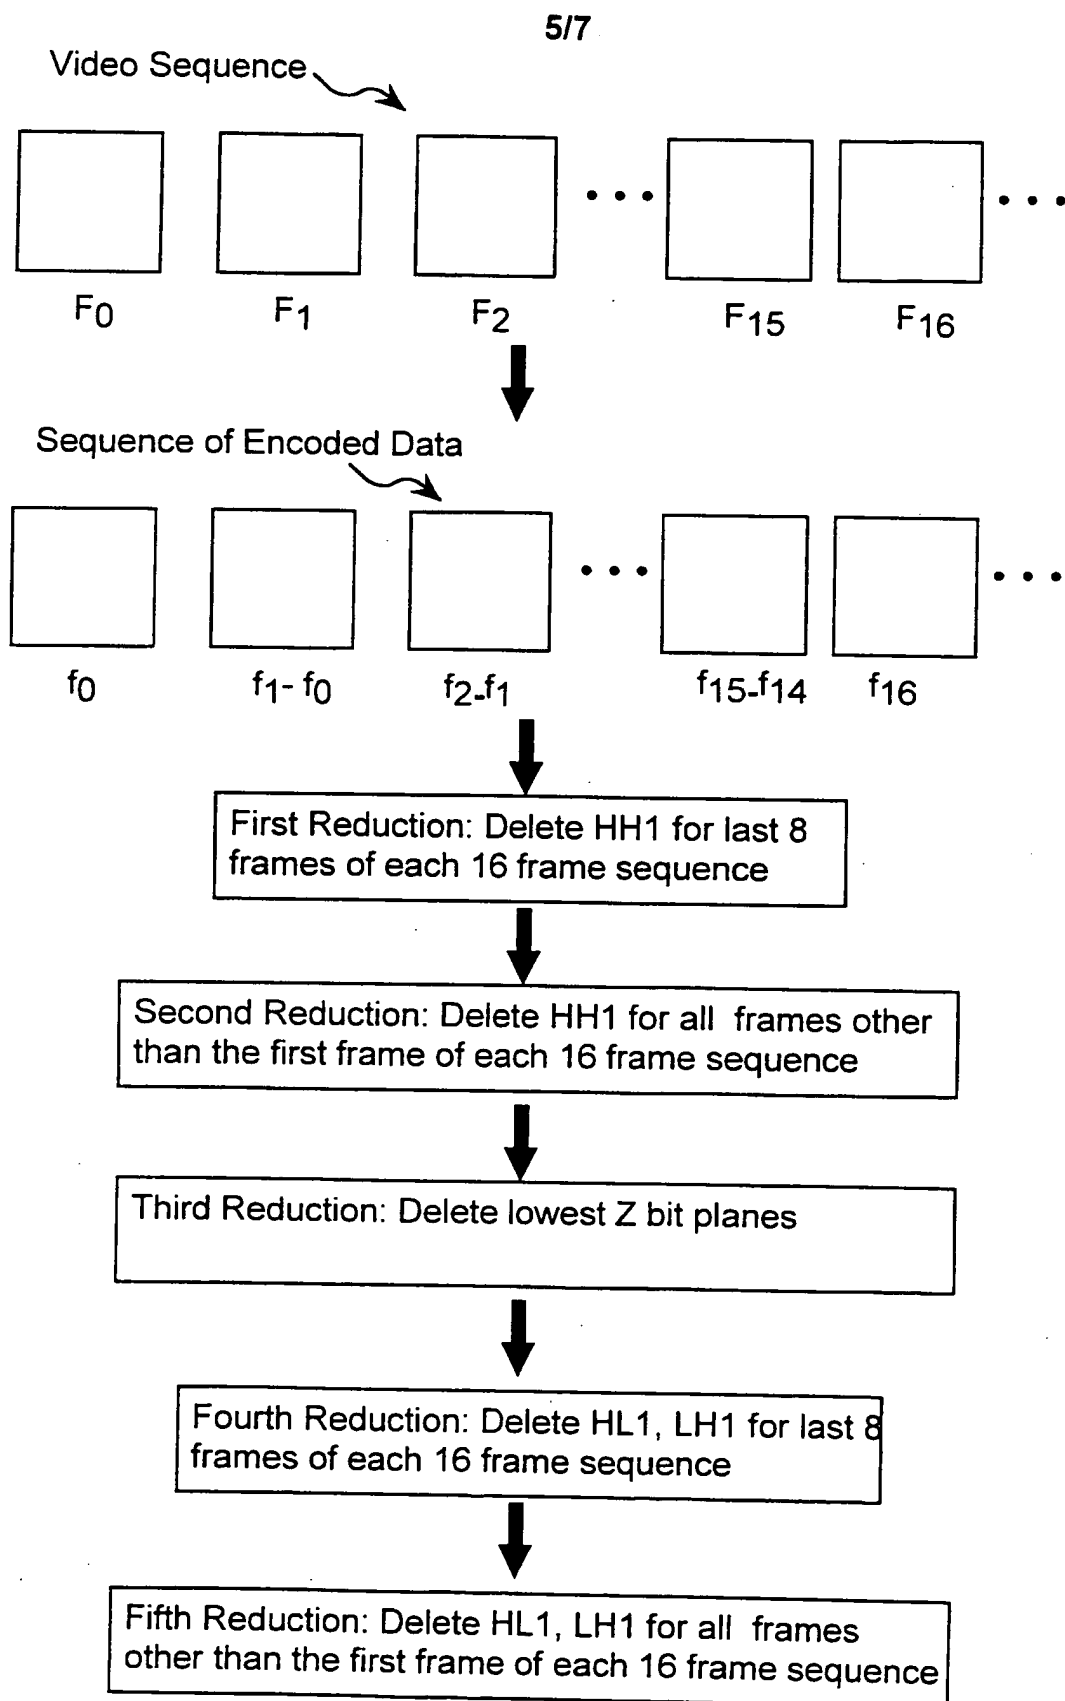 5/7
Video Sequence
F0 F1 F2 F15 F16
Sequence of Encoded Data
f0 f1-f0 f2-f1 f15-f14 f16
First Reduction: Delete HH1 for last 8
frames of each 16 frame sequence
Second Reduction: Delete HH1 for all frames other
than the first frame of each 16 frame sequence
Third Reduction: Delete lowest Z bit planes
Fourth Reduction: Delete HL1, LH1 for last 8
frames of each 16 frame sequence
Fifth Reduction: Delete HL1, LH1 for all frames
other than the first frame of each 16 frame sequence